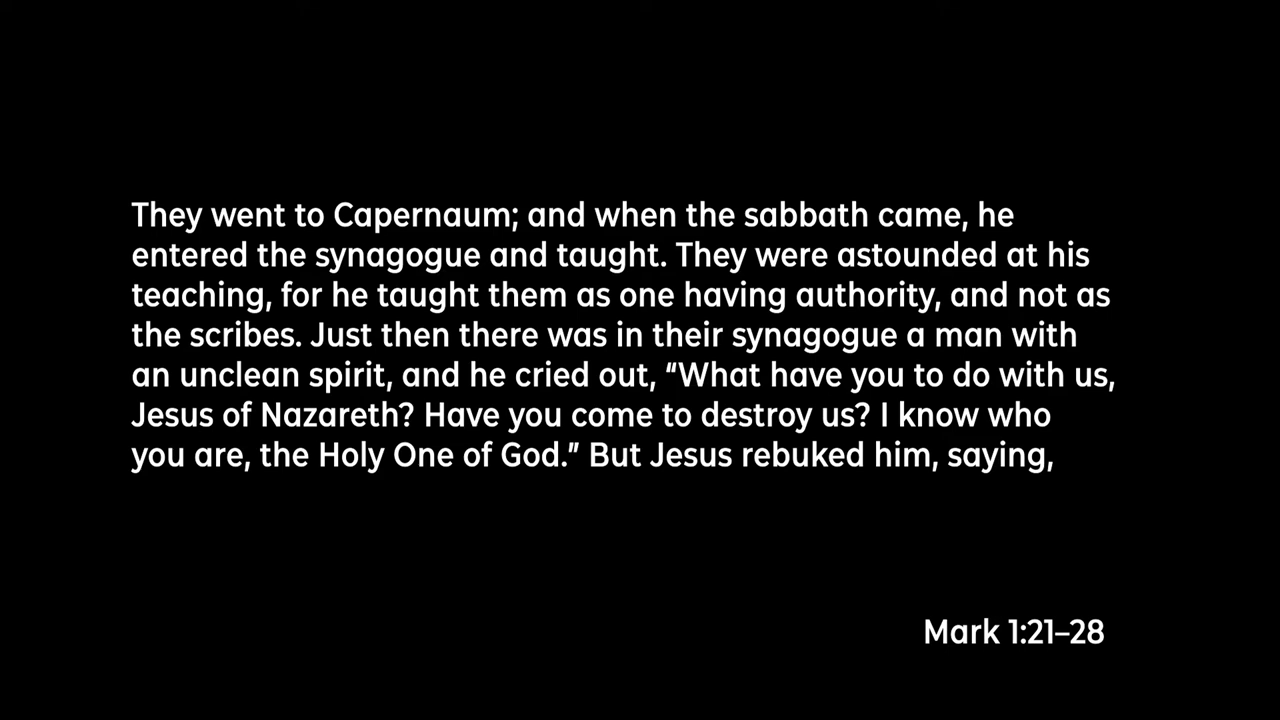 They went to Capernaum; and when the sabbath came, he
entered the synagogue and taught. They were astounded at his
teaching, for he taught them as one having authority, and not as
the scribes. Just then there was in their synagogue a man with
an unclean spirit, and he cried out, “What have you to do with us,
Jesus of Nazareth? Have you come to destroy us? I know who
you are, the Holy One of God.” But Jesus rebuked him, saying,
Mark 1:21–28